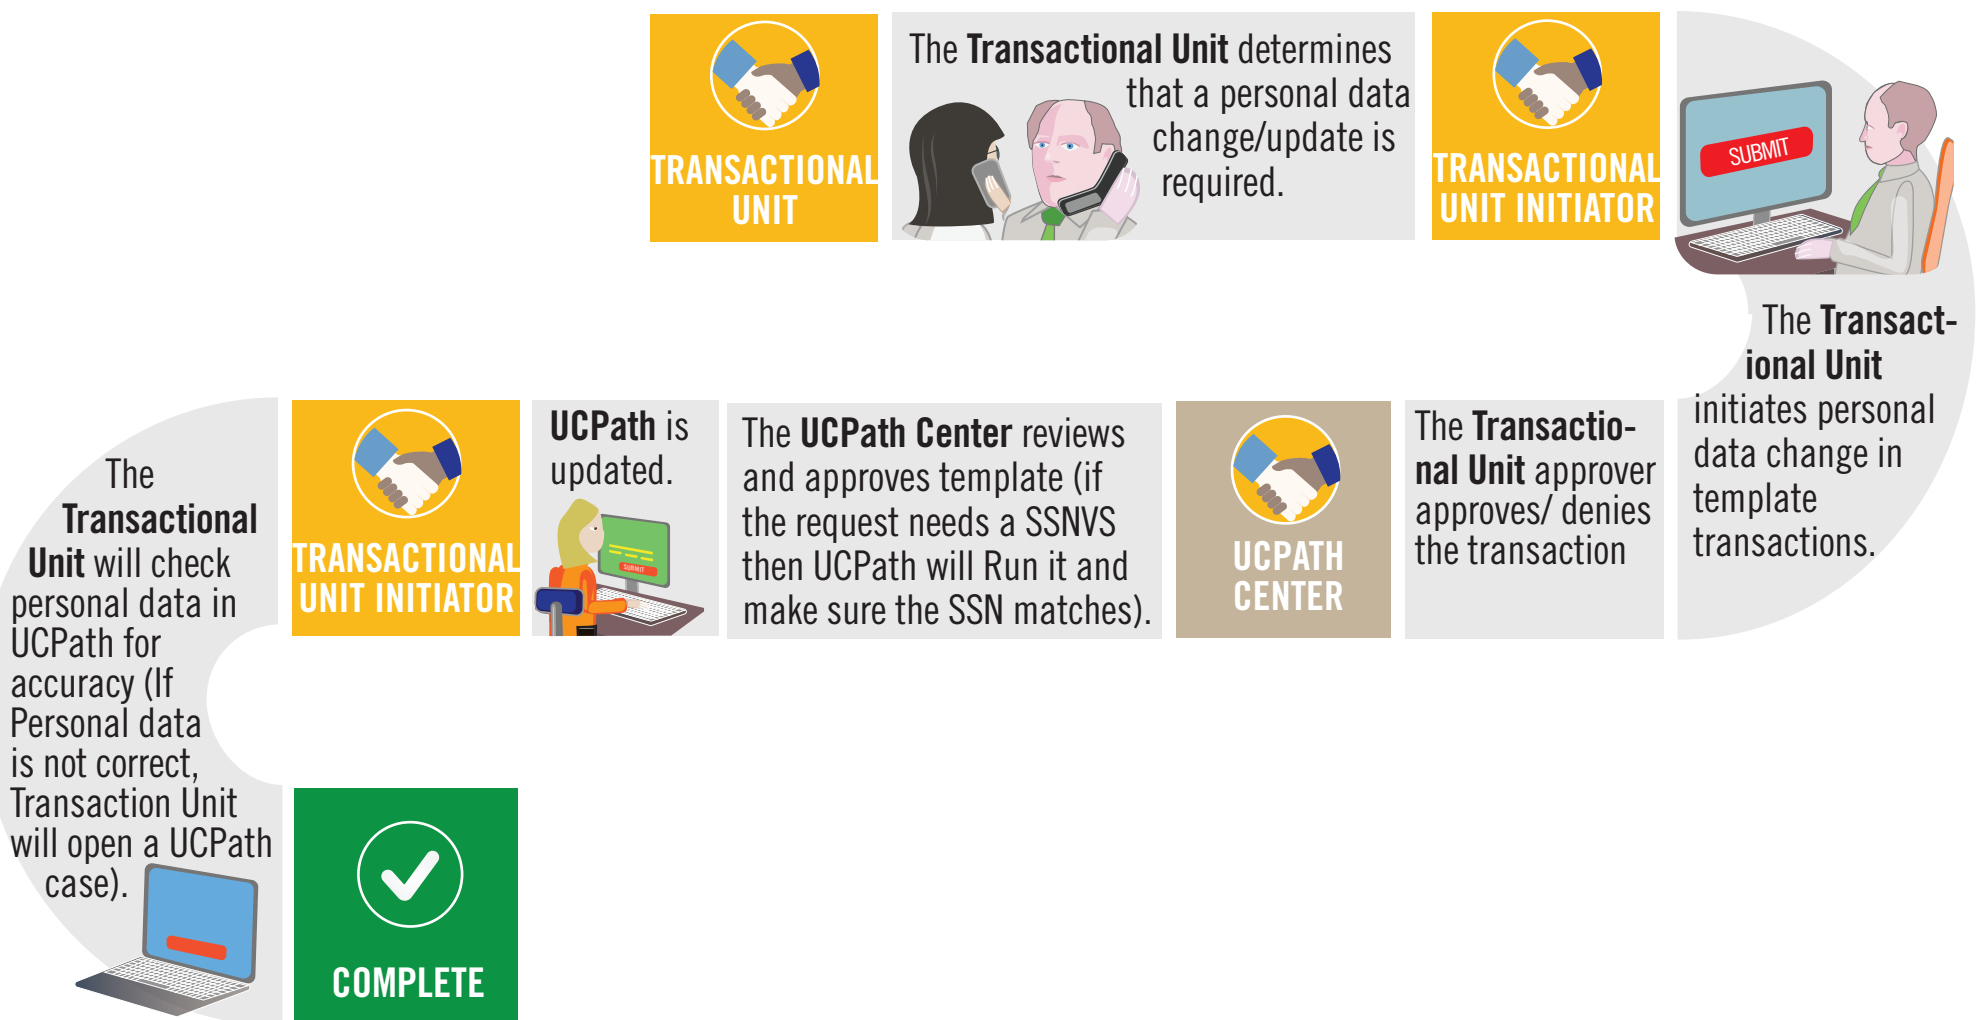 TRANSACTIONAL
UNIT
The Transactional Unit determines
that a personal data
change/update is
required.
TRANSACTIONAL
UNIT INITIATOR
SUBMIT
The Transact-
ional Unit
initiates personal
data change in
template
transactions.
The Transactio-
nal Unit approver
approves/ denies
the transaction
UCPATH
CENTER
The UCPath Center reviews
and approves template (if
the request needs a SSNVS
then UCPath will Run it and
make sure the SSN matches).
UCPath is
updated.
SUBMIT
TRANSACTIONAL
UNIT INITIATOR
The
Transactional
Unit will check
personal data in
UCPath for
accuracy (If
Personal data
is not correct,
Transaction Unit
will open a UCPath
case).
COMPLETE